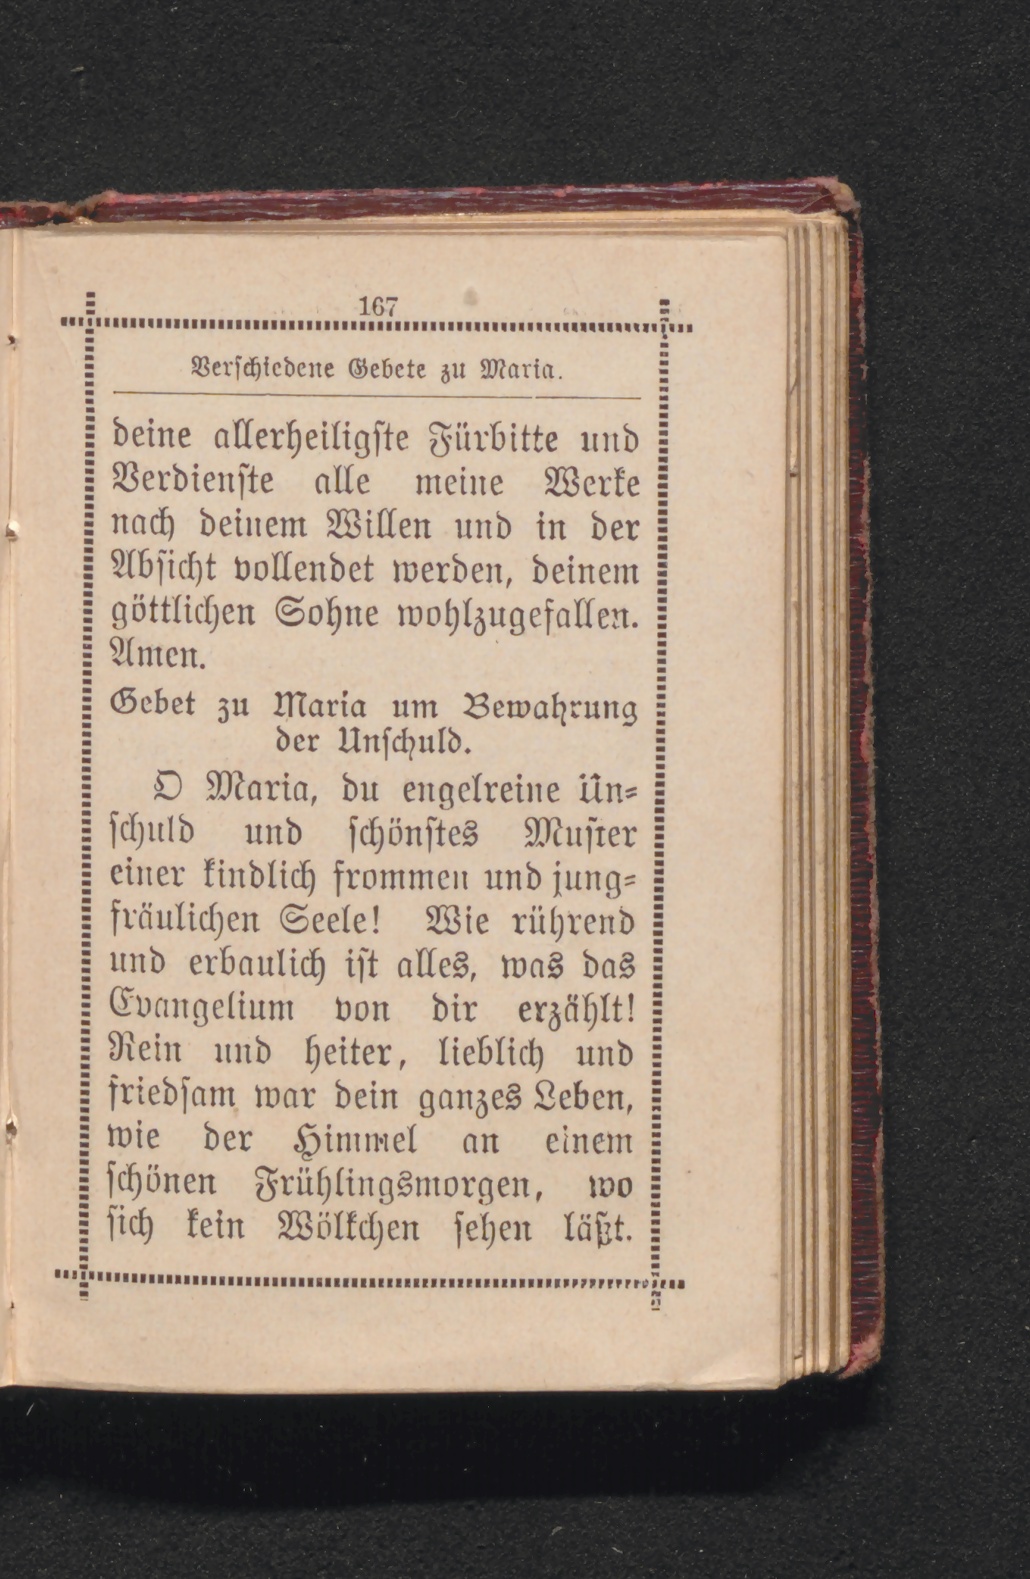 167
Verschiedene Gebete zu Maria.
deine allerheiligste Fürbitte und
Verdienste alle meine Werke
nach deinem Willen und in der
Absicht vollendet werden, deinem
göttlichen Sohne wohlzugefallen.
Amen.
Gebet zu Maria um Bewahrung
der Unschuld.
O Maria, du engelreine Un-
schuld und schönstes Muster
einer kindlich frommen und jung-
fräulichen Seele! Wie rührend
und erbaulich ist alles, was das
Evangelium von dir erzählt!
Rein und heiter, lieblich und
friedsam war dein ganzes Leben,
wie der Himmel an einem
schönen Frühlingsmorgen, wo
sich kein Wölkchen sehen läßt.